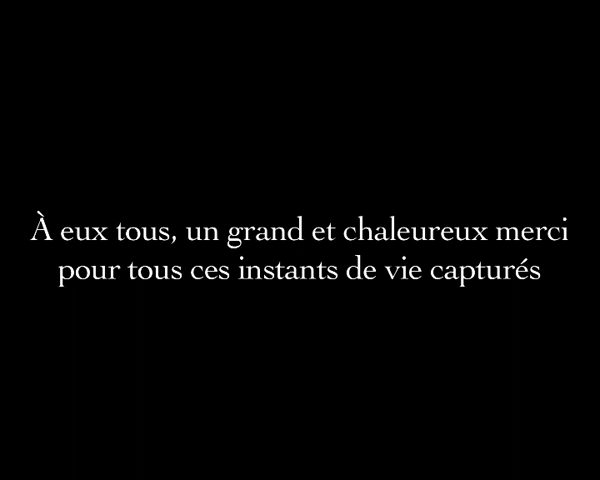 À eux tous, un grand et chaleureux merci
pour tous ces instants de vie capturés